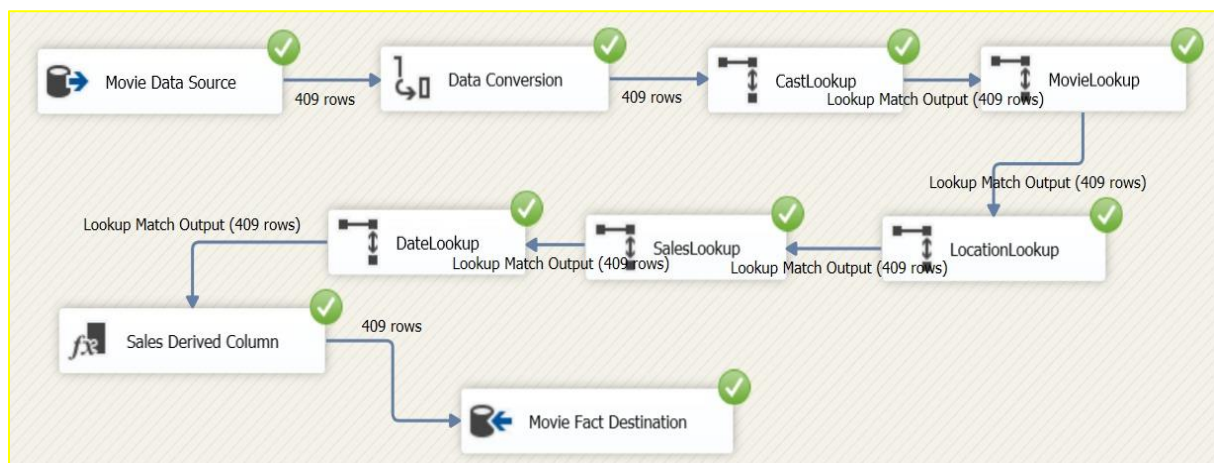 Movie Data Source
409 rows
Data Conversion
409 rows
CastLookup
Lookup Match Output (409 rows)
MovieLookup
Lookup Match Output (409 rows)
LocationLookup
Lookup Match Output (409 rows)
SalesLookup
Lookup Match Output (409 rows)
DateLookup
Lookup Match Output (409 rows)
fx
Sales Derived Column
409 rows
Movie Fact Destination